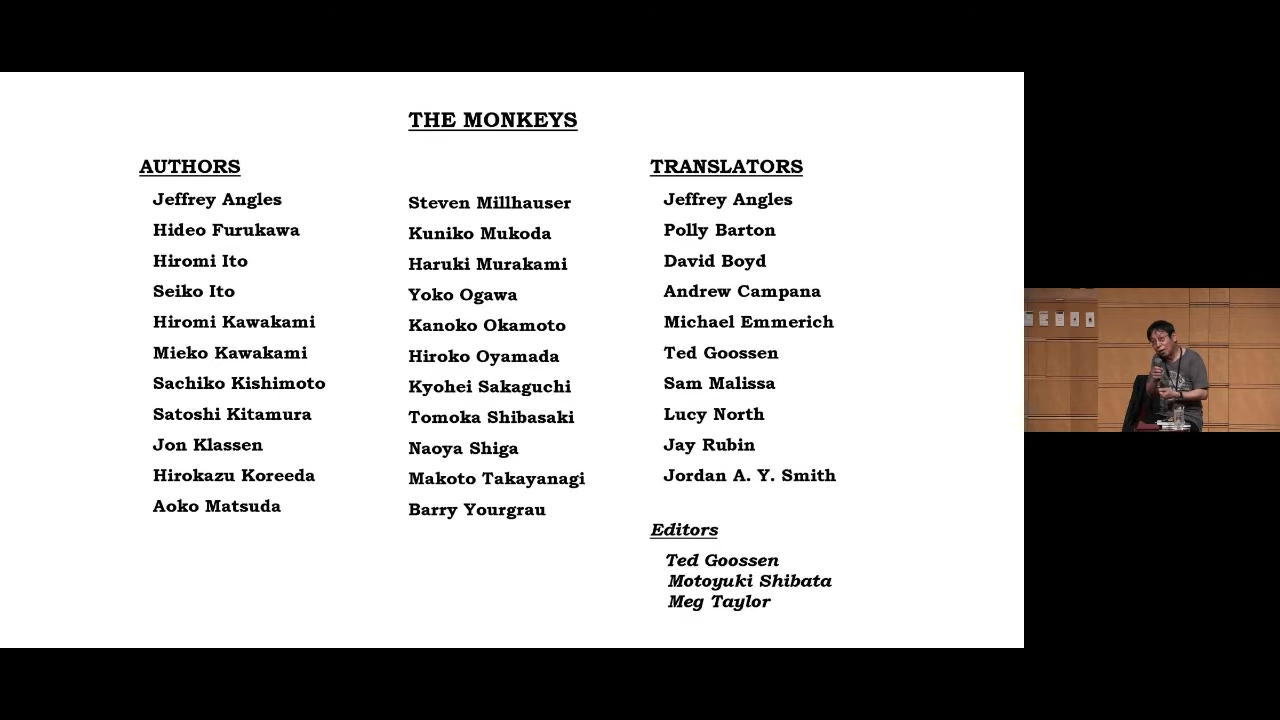 THE MONKEYS
AUTHORS
Jeffrey Angles
Hideo Furukawa
Hiromi Ito
Seiko Ito
Hiromi Kawakami
Mieko Kawakami
Sachiko Kishimoto
Satoshi Kitamura
Jon Klassen
Hirokazu Koreeda
Aoko Matsuda
Steven Millhauser
Kuniko Mukoda
Haruki Murakami
Yoko Ogawa
Kanoko Okamoto
Hiroko Oyamada
Kyohei Sakaguchi
Tomoka Shibasaki
Naoya Shiga
Makoto Takayanagi
Barry Yourgrau
TRANSLATORS
Jeffrey Angles
Polly Barton
David Boyd
Andrew Campana
Michael Emmerich
Ted Goossen
Sam Malissa
Lucy North
Jay Rubin
Jordan A. Y. Smith
Editors
Ted Goossen
Motoyuki Shibata
Meg Taylor